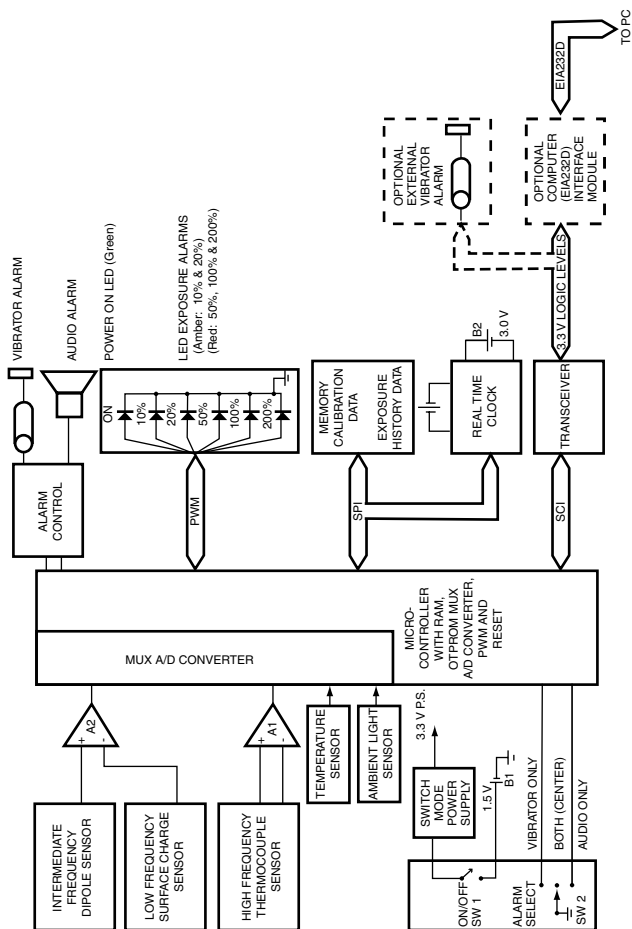 INTERMEDIATE
FREQUENCY
DIPOLE SENSOR
LOW FREQUENCY
SURFACE CHARGE
SENSOR
HIGH FREQUENCY
THERMOCOUPLE
SENSOR
+
A2
-
+
A1
-
TEMPERATURE
SENSOR
AMBIENT LIGHT
SENSOR
MUX A/D CONVERTER
MICRO-
CONTROLLER
WITH RAM,
OTPROM MUX
A/D CONVERTER,
PWM AND
RESET
ON/OFF
SW 1
SWITCH
MODE
POWER
SUPPLY
3.3 V P.S.
1.5 V
B1
ALARM
SELECT
SW 2
VIBRATOR ONLY
BOTH (CENTER)
AUDIO ONLY
ALARM
CONTROL
VIBRATOR ALARM
AUDIO ALARM
PWM
ON
10%
20%
50%
100%
200%
POWER ON LED (Green)
LED EXPOSURE ALARMS
(Amber: 10% & 20%)
(Red: 50%, 100% & 200%)
SPI
MEMORY
CALIBRATION
DATA
EXPOSURE
HISTORY DATA
REAL TIME
CLOCK
B2
3.0 V
SCI
TRANSCEIVER
3.3 V LOGIC LEVELS
OPTIONAL
EXTERNAL
VIBRATOR
ALARM
OPTIONAL
COMPUTER
(EIA232D)
INTERFACE
MODULE
EIA232D
TO PC